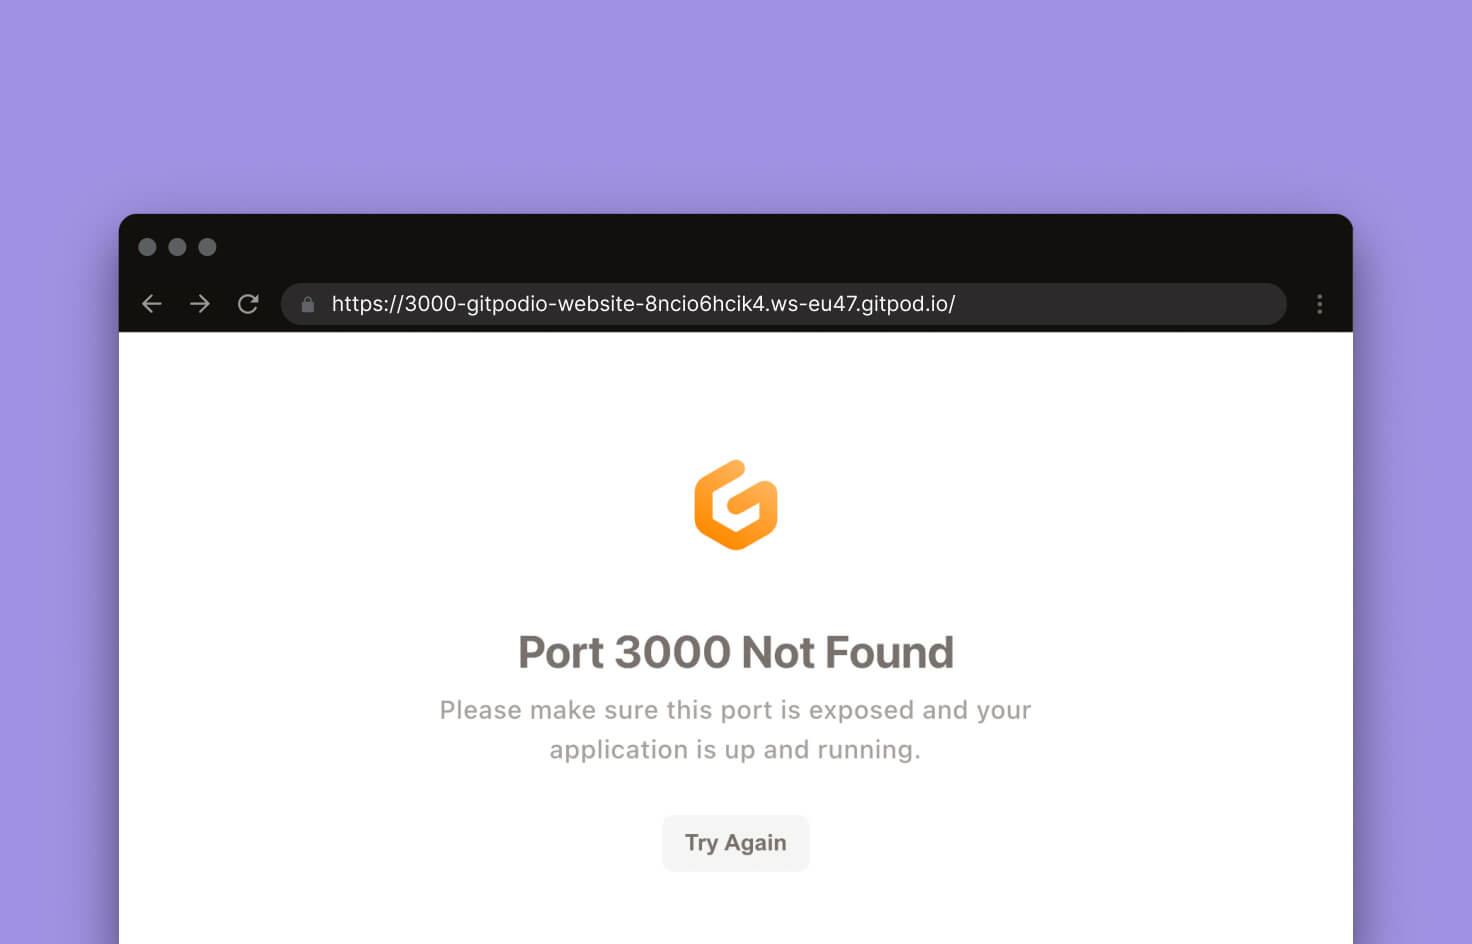 https://3000-gitpodio-website-8ncio6hcik4.ws-eu47.gitpod.io/
Port 3000 Not Found
Please make sure this port is exposed and your
application is up and running.
Try Again